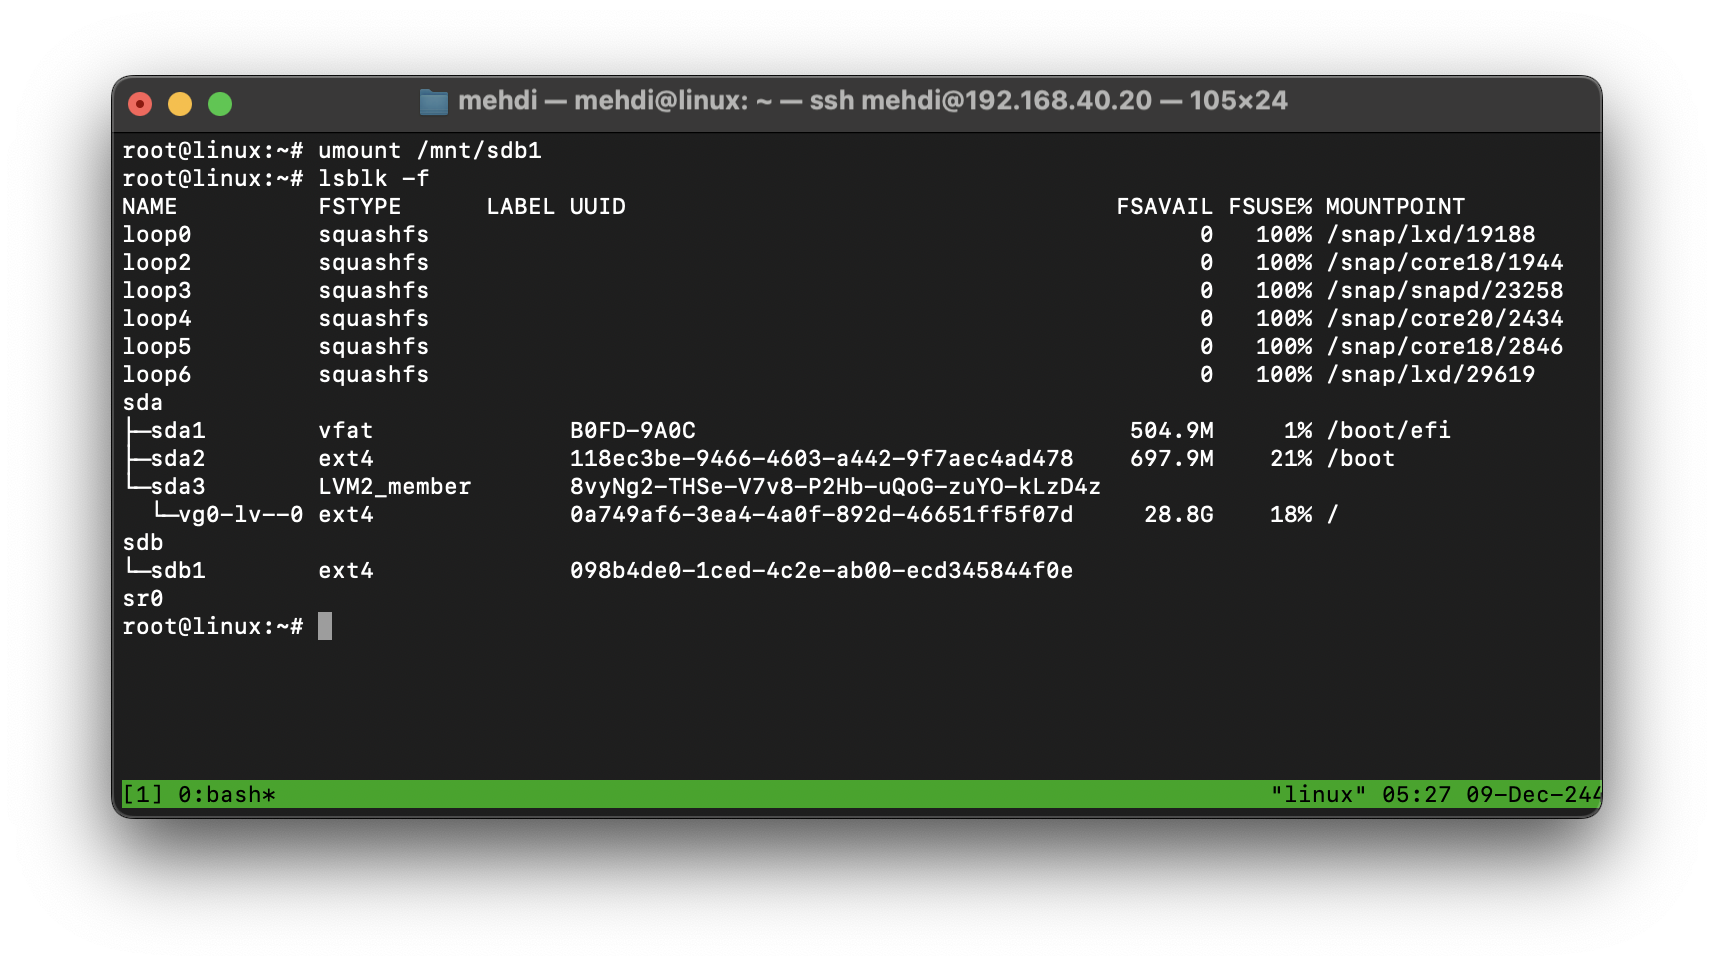 mehdi — mehdi@linux: ~ — ssh mehdi@192.168.40.20 — 105×24
root@linux:~# umount /mnt/sdb1
root@linux:~# lsblk -f
NAME          FSTYPE      LABEL UUID                                   FSAVAIL FSUSE% MOUNTPOINT
loop0         squashfs                                                       0   100% /snap/lxd/19188
loop2         squashfs                                                       0   100% /snap/core18/1944
loop3         squashfs                                                       0   100% /snap/snapd/23258
loop4         squashfs                                                       0   100% /snap/core20/2434
loop5         squashfs                                                       0   100% /snap/core18/2846
loop6         squashfs                                                       0   100% /snap/lxd/29619
sda
├─sda1        vfat              B0FD-9A0C                               504.9M     1% /boot/efi
├─sda2        ext4              118ec3be-9466-4603-a442-9f7aec4ad478    697.9M    21% /boot
└─sda3        LVM2_member       8vyNg2-THSe-V7v8-P2Hb-uQoG-zuYO-kLzD4z
  └─vg0-lv--0 ext4              0a749af6-3ea4-4a0f-892d-46651ff5f07d     28.8G    18% /
sdb
└─sdb1        ext4              098b4de0-1ced-4c2e-ab00-ecd345844f0e
sr0
root@linux:~#
[1] 0:bash*                                                                       "linux" 05:27 09-Dec-244